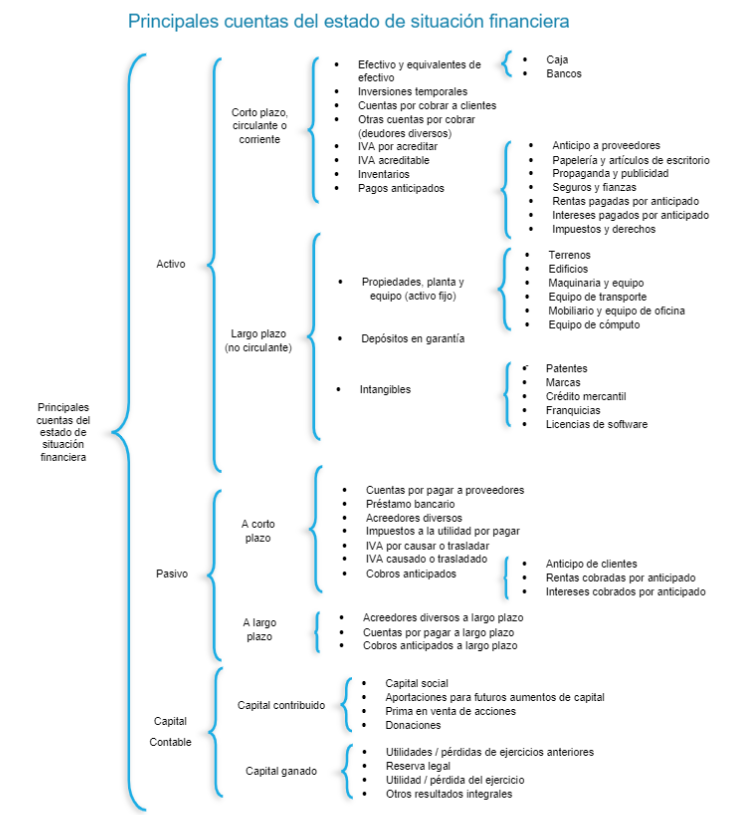 Principales cuentas del estado de situación financiera
Principales
cuentas del
estado de
situación
financiera
Activo
Corto plazo,
circulante o
corriente
• Efectivo y equivalentes de
efectivo
• Caja
• Bancos
• Inversiones temporales
• Cuentas por cobrar a clientes
• Otras cuentas por cobrar
(deudores diversos)
• IVA por acreditar
• IVA acreditable
• Inventarios
• Pagos anticipados
• Anticipo a proveedores
• Papelería y artículos de escritorio
• Propaganda y publicidad
• Seguros y fianzas
• Rentas pagadas por anticipado
• Intereses pagados por anticipado
• Impuestos y derechos
Largo plazo
(no circulante)
• Propiedades, planta y
equipo (activo fijo)
• Terrenos
• Edificios
• Maquinaria y equipo
• Equipo de transporte
• Mobiliario y equipo de oficina
• Equipo de cómputo
• Depósitos en garantía
• Intangibles
• Patentes
• Marcas
• Crédito mercantil
• Franquicias
• Licencias de software
Pasivo
A corto
plazo
• Cuentas por pagar a proveedores
• Préstamo bancario
• Acreedores diversos
• Impuestos a la utilidad por pagar
• IVA por causar o trasladar
• IVA causado o trasladado
• Cobros anticipados
• Anticipo de clientes
• Rentas cobradas por anticipado
• Intereses cobrados por anticipado
A largo
plazo
• Acreedores diversos a largo plazo
• Cuentas por pagar a largo plazo
• Cobros anticipados a largo plazo
Capital
Contable
Capital contribuido
• Capital social
• Aportaciones para futuros aumentos de capital
• Prima en venta de acciones
• Donaciones
Capital ganado
• Utilidades / pérdidas de ejercicios anteriores
• Reserva legal
• Utilidad / pérdida del ejercicio
• Otros resultados integrales